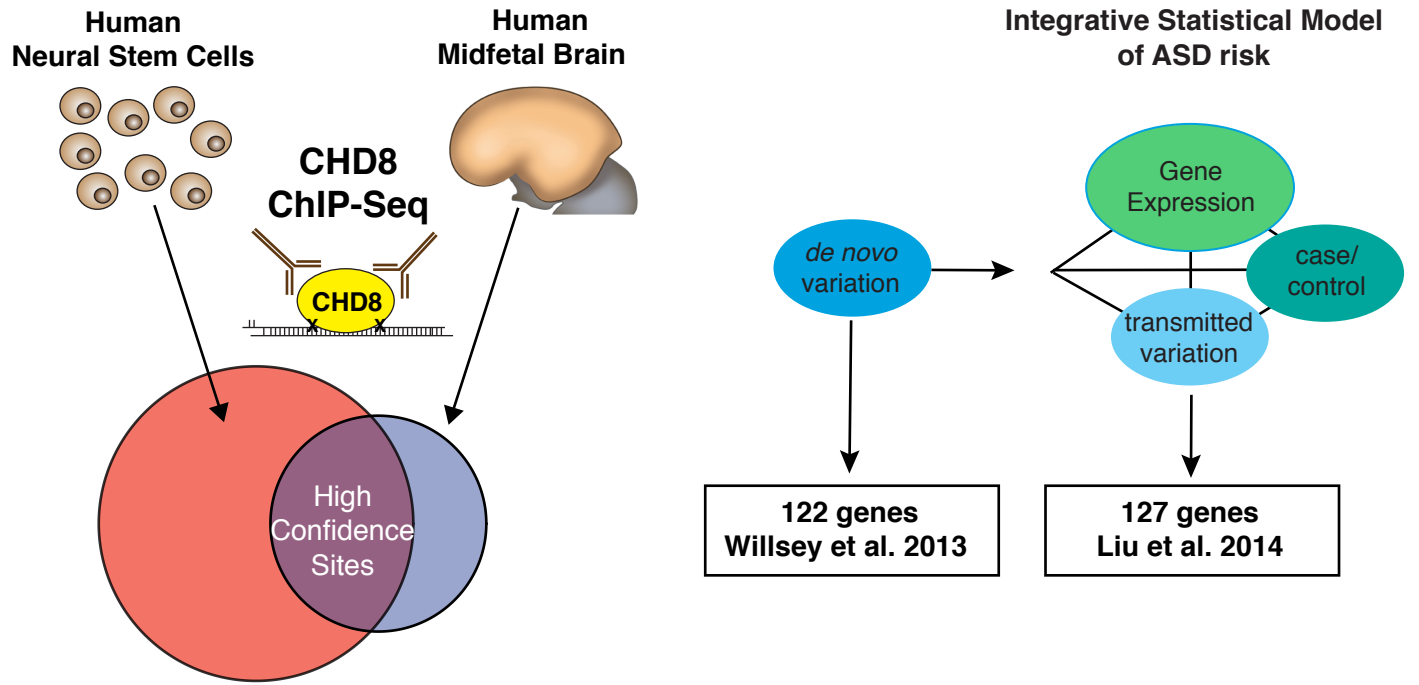 Human
Neural Stem Cells
Human
Midfetal Brain
CHD8
ChIP-Seq
CHD8
X X
High
Confidence
Sites
Integrative Statistical Model
of ASD risk
Gene
Expression
de novo
variation
case/
control
transmitted
variation
122 genes
Willsey et al. 2013
127 genes
Liu et al. 2014